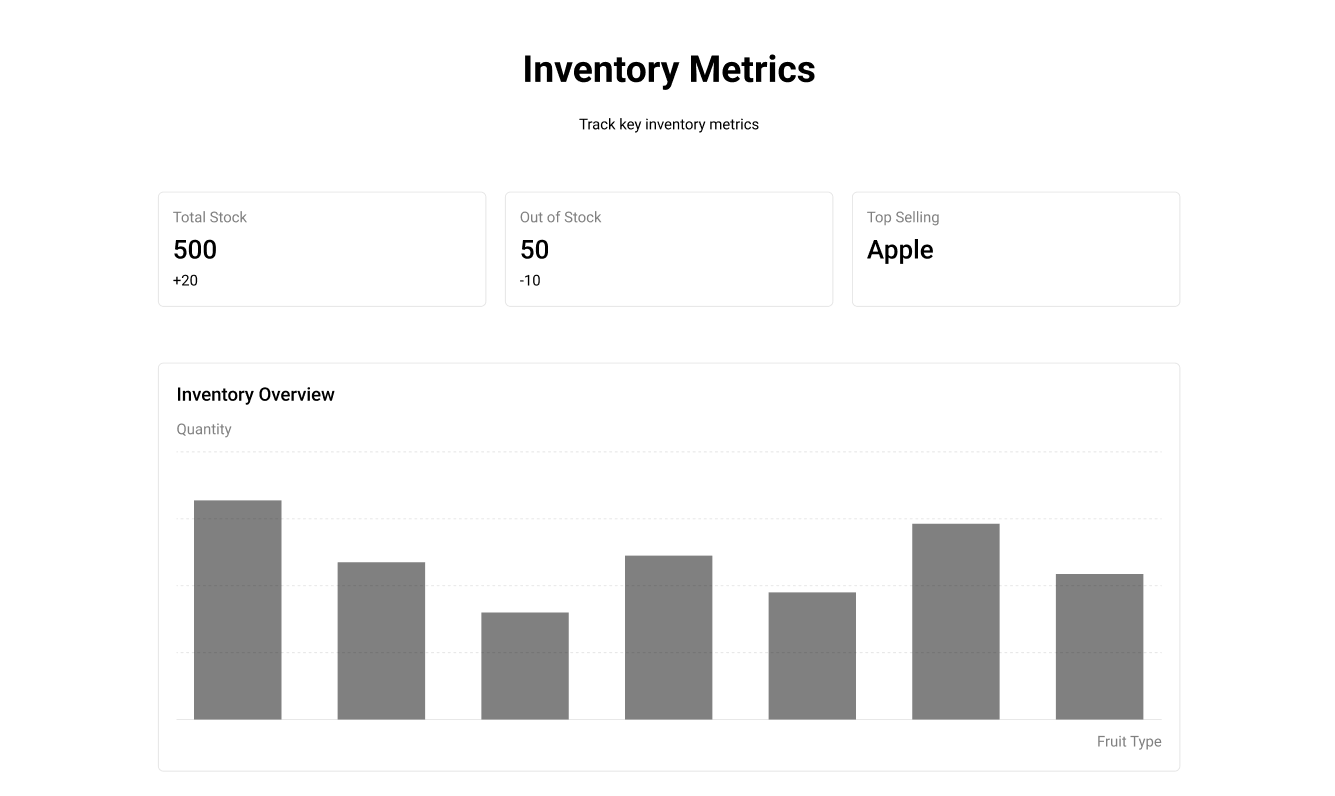 Inventory Metrics
Track key inventory metrics
Total Stock
500
+20
Out of Stock
50
-10
Top Selling
Apple
Inventory Overview
Quantity
Fruit Type